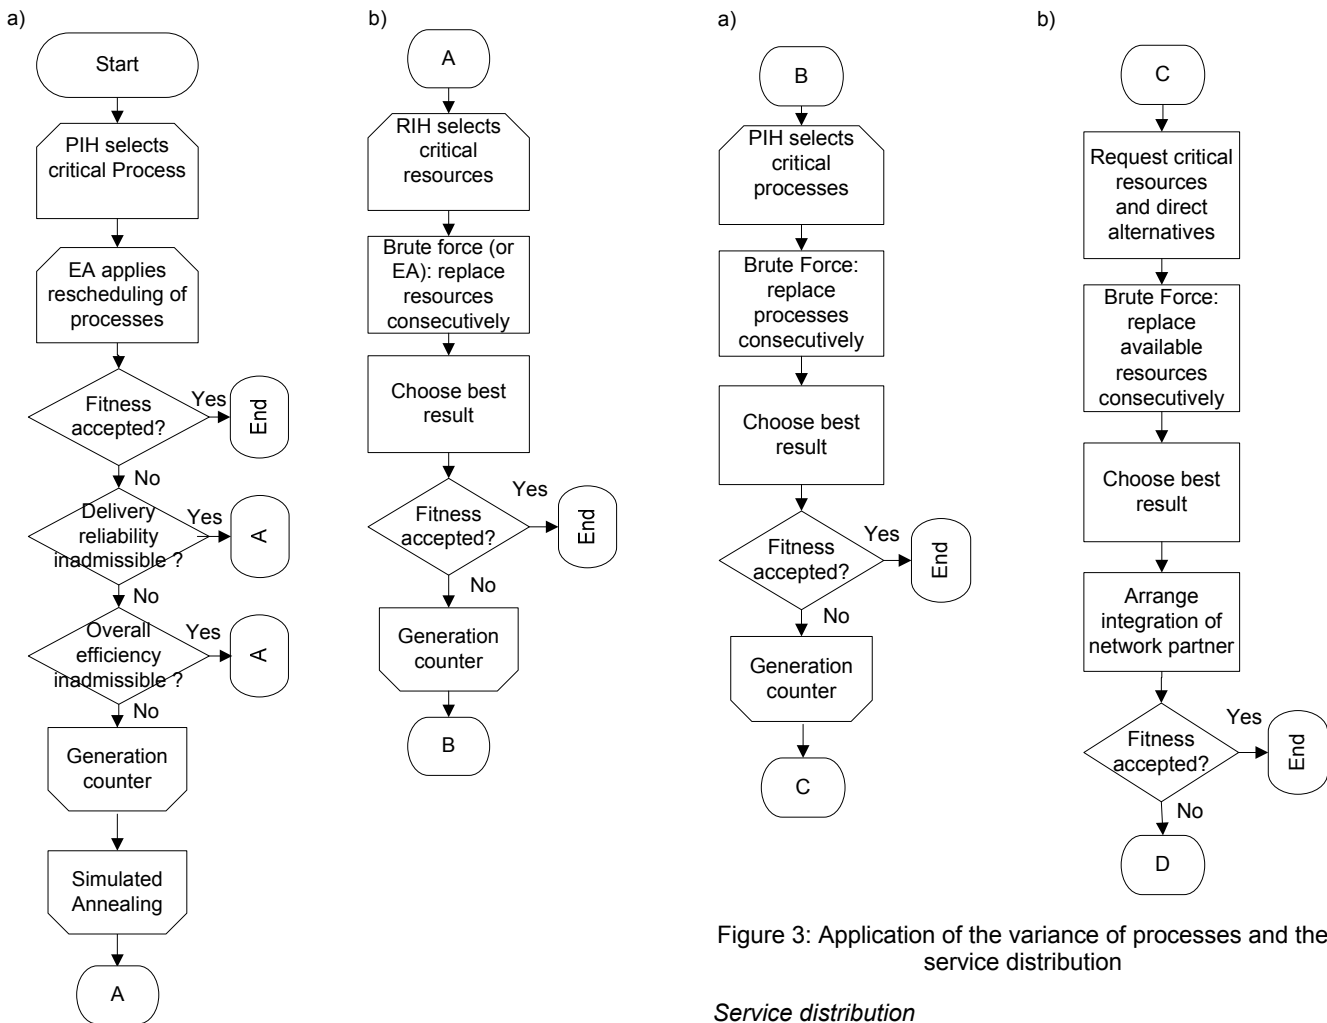 a)
Start
PIH selects
critical Process
EA applies
rescheduling of
processes
Fitness
accepted?
Yes
End
No
Delivery
reliability
inadmissible ?
Yes
A
No
Overall
efficiency
inadmissible ?
Yes
A
No
Generation
counter
Simulated
Annealing
A
b)
A
RIH selects
critical
resources
Brute force (or
EA): replace
resources
consecutively
Choose best
result
Fitness
accepted?
Yes
End
No
Generation
counter
B
a)
B
PIH selects
critical
processes
Brute Force:
replace
processes
consecutively
Choose best
result
Fitness
accepted?
Yes
End
No
Generation
counter
C
b)
C
Request critical
resources
and direct
alternatives
Brute Force:
replace
available
resources
consecutively
Choose best
result
Arrange
integration of
network partner
Fitness
accepted?
Yes
End
No
D
Figure 3: Application of the variance of processes and the
service distribution
Service distribution